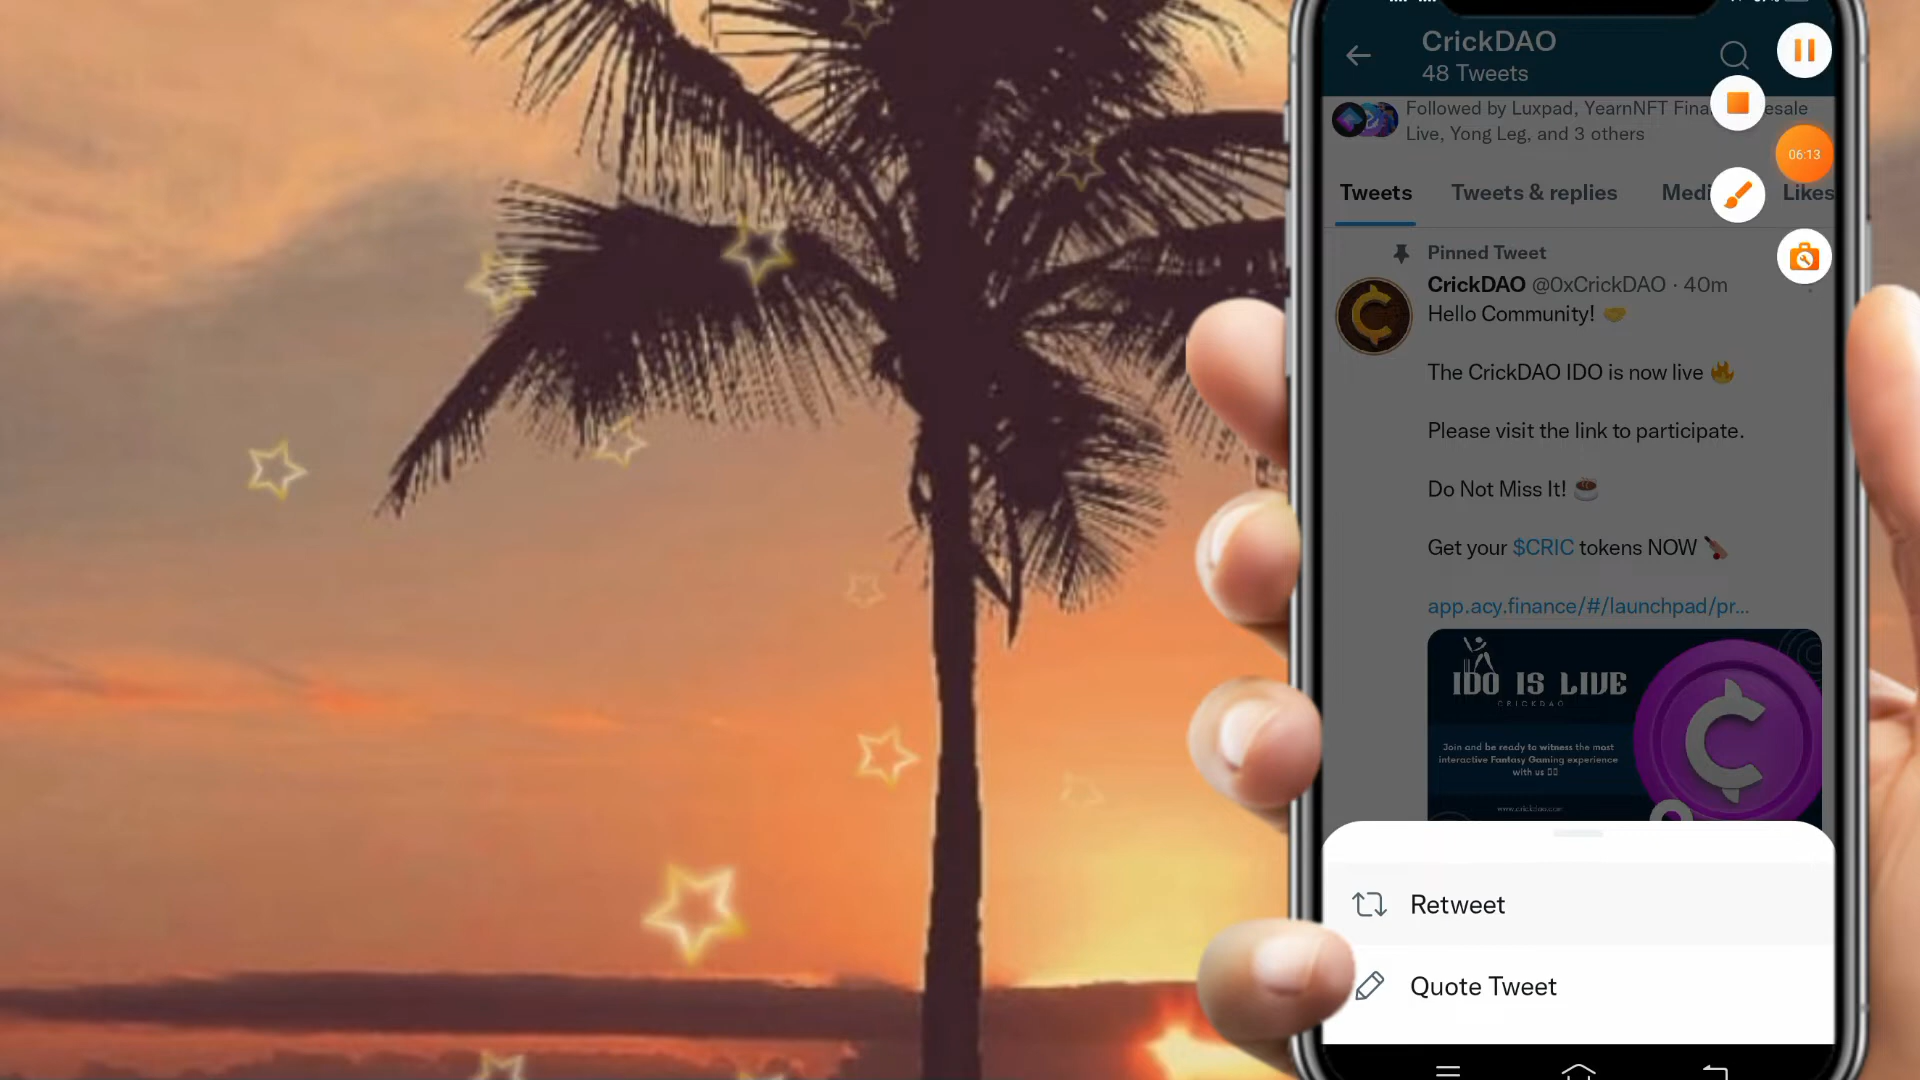 CrickDAO
48 Tweets
Followed by Luxpad, YearnNFT
Live, Yong Leg, and 3 others
Tweets Tweets & replies Likes
06:13
Pinned Tweet
CrickDAO @0xCrickDAO · 40m
Hello Community! 🤝
The CrickDAO IDO is now live 🔥
Please visit the link to participate.
Do Not Miss It! ☕
Get your $CRIC tokens NOW 🏏
app.acy.finance/#/launchpad/pr...
IDO IS LIVE
CRICKDAO
Join and be ready to witness the most
interactive Fantasy Gaming experience
with us
Retweet
Quote Tweet